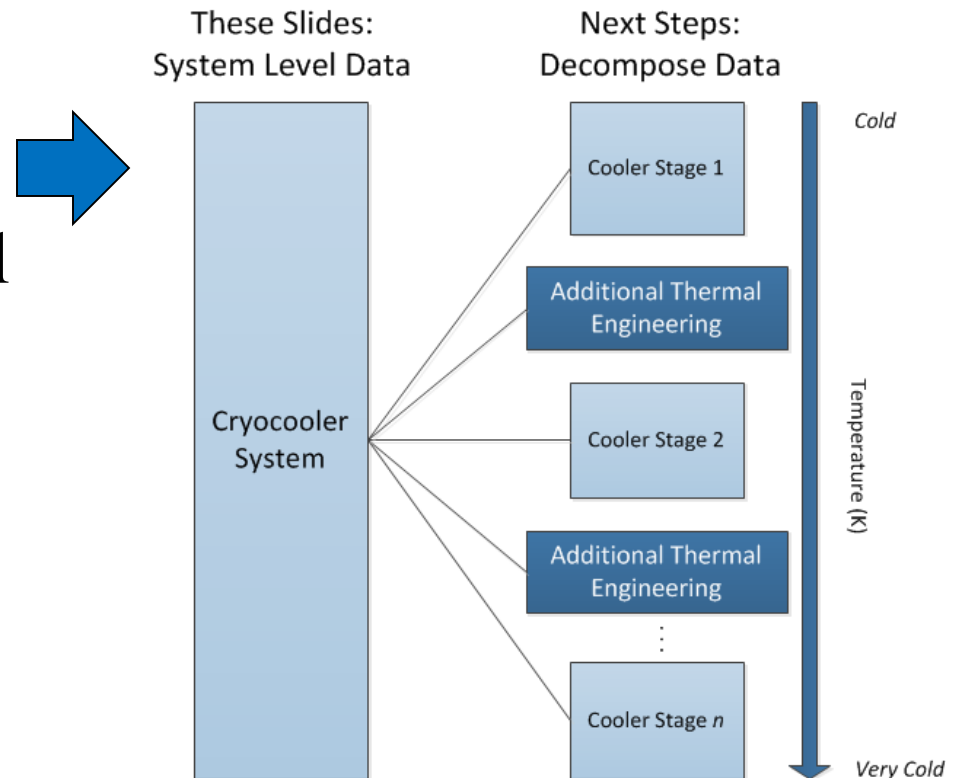 These Slides:
System Level Data
Next Steps:
Decompose Data
Cold
Cooler Stage 1
Additional Thermal
Engineering
Cryocooler
System
Cooler Stage 2
Temperature (K)
Additional Thermal
Engineering
⋮
Cooler Stage n
Very Cold